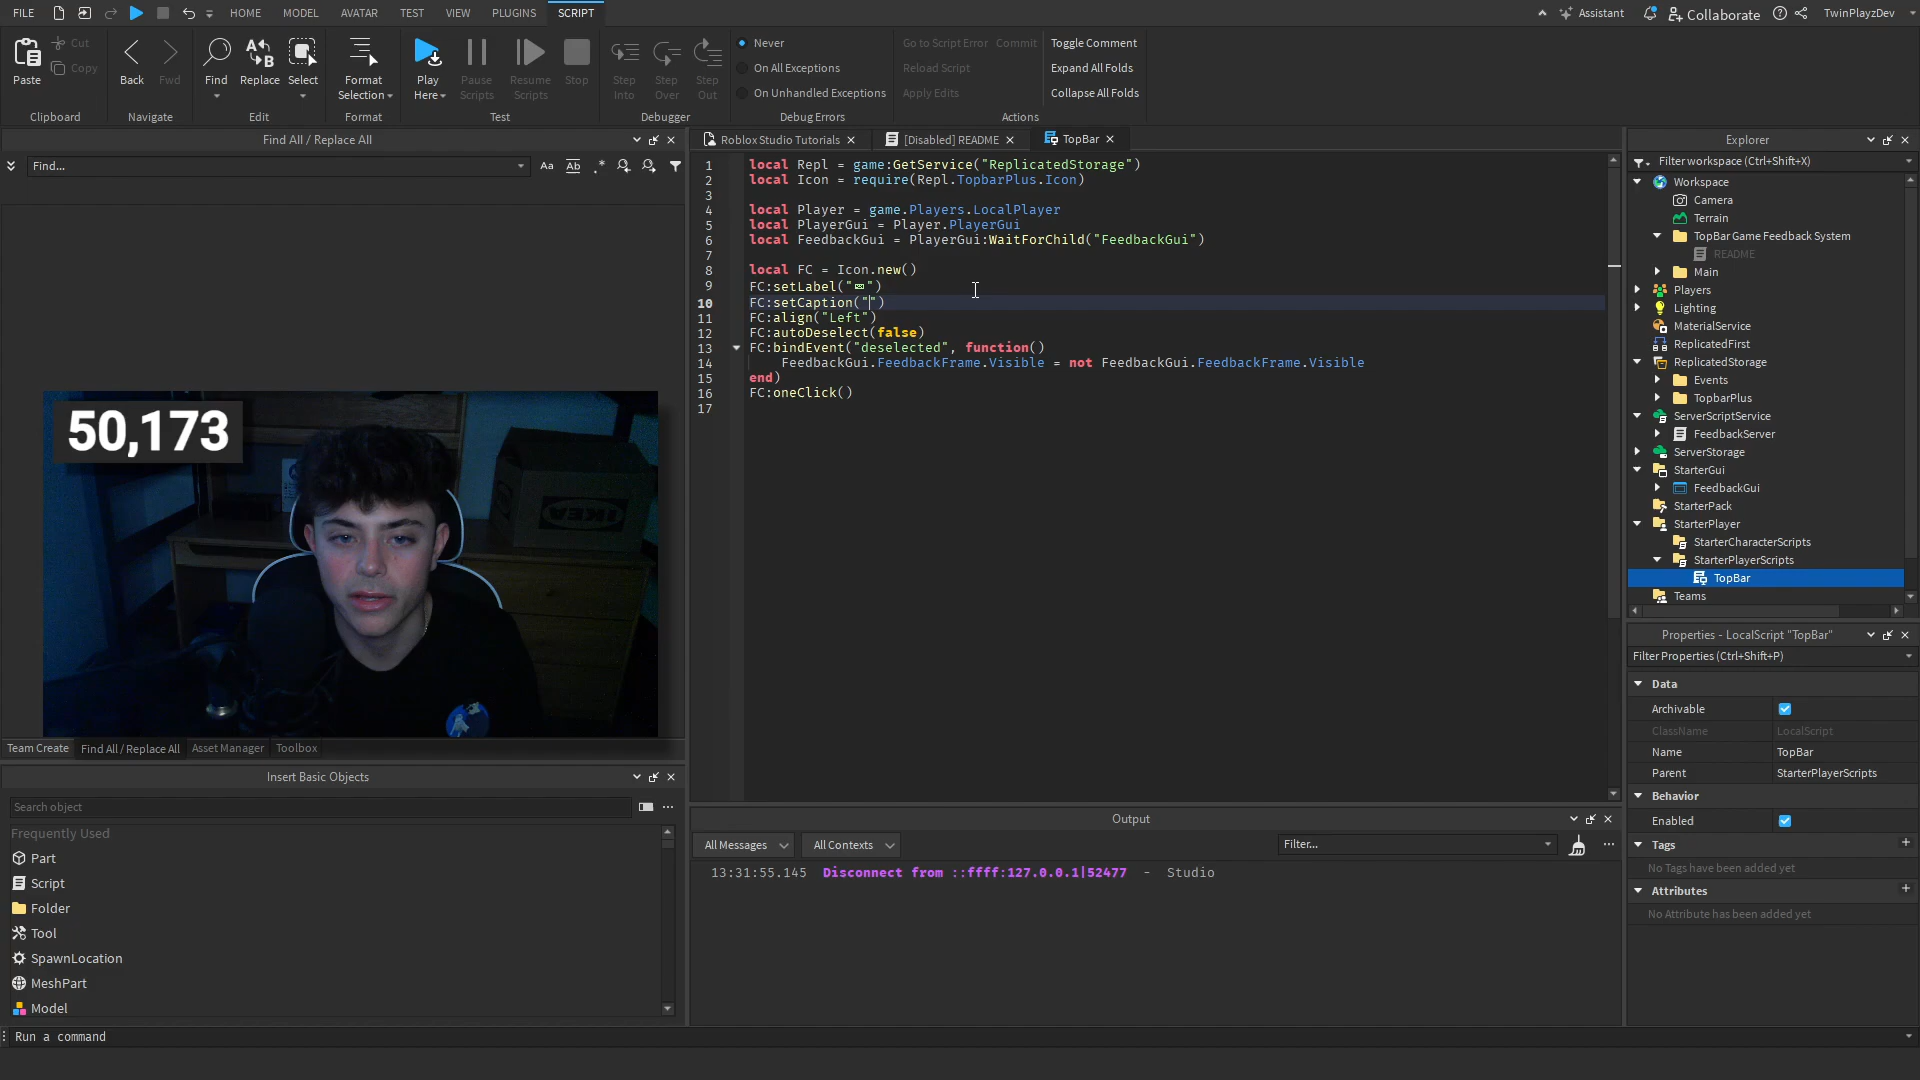 FILE HOME MODEL AVATAR TEST VIEW PLUGINS SCRIPT Assistant Collaborate TwinPlayzDev
Paste Cut Copy Back Fwd Find Replace Select Format Selection Play Here Pause Scripts Resume Scripts Stop Step Into Step Over Step Out
Never Go to Script Error Commit Toggle Comment
On All Exceptions Reload Script Expand All Folds
On Unhandled Exceptions Apply Edits Collapse All Folds
Clipboard Navigate Edit Format Test Debugger Debug Errors Actions
Find All / Replace All
Find... Aa Ab .*
50,173
IKEA
Team Create Find All / Replace All Asset Manager Toolbox
Insert Basic Objects
Search object
Frequently Used
Part
Script
Folder
Tool
SpawnLocation
MeshPart
Model
Roblox Studio Tutorials [Disabled] README TopBar
1 local Repl = game:GetService("ReplicatedStorage")
2 local Icon = require(Repl.TopbarPlus.Icon)
3
4 local Player = game.Players.LocalPlayer
5 local PlayerGui = Player.PlayerGui
6 local FeedbackGui = PlayerGui:WaitForChild("FeedbackGui")
7
8 local FC = Icon.new()
9 FC:setLabel("✉")
10 FC:setCaption("")
11 FC:align("Left")
12 FC:autoDeselect(false)
13 FC:bindEvent("deselected", function()
14 FeedbackGui.FeedbackFrame.Visible = not FeedbackGui.FeedbackFrame.Visible
15 end)
16 FC:oneClick()
17
Output
All Messages All Contexts Filter...
13:31:55.145 Disconnect from ::ffff:127.0.0.1|52477 - Studio
Explorer
Filter workspace (Ctrl+Shift+X)
Workspace
Camera
Terrain
TopBar Game Feedback System
README
Main
Players
Lighting
MaterialService
ReplicatedFirst
ReplicatedStorage
Events
TopbarPlus
ServerScriptService
FeedbackServer
ServerStorage
StarterGui
FeedbackGui
StarterPack
StarterPlayer
StarterCharacterScripts
StarterPlayerScripts
TopBar
Teams
Properties - LocalScript "TopBar"
Filter Properties (Ctrl+Shift+P)
Data
Archivable
ClassName LocalScript
Name TopBar
Parent StarterPlayerScripts
Behavior
Enabled
Tags
No Tags have been added yet
Attributes
No Attribute has been added yet
Run a command